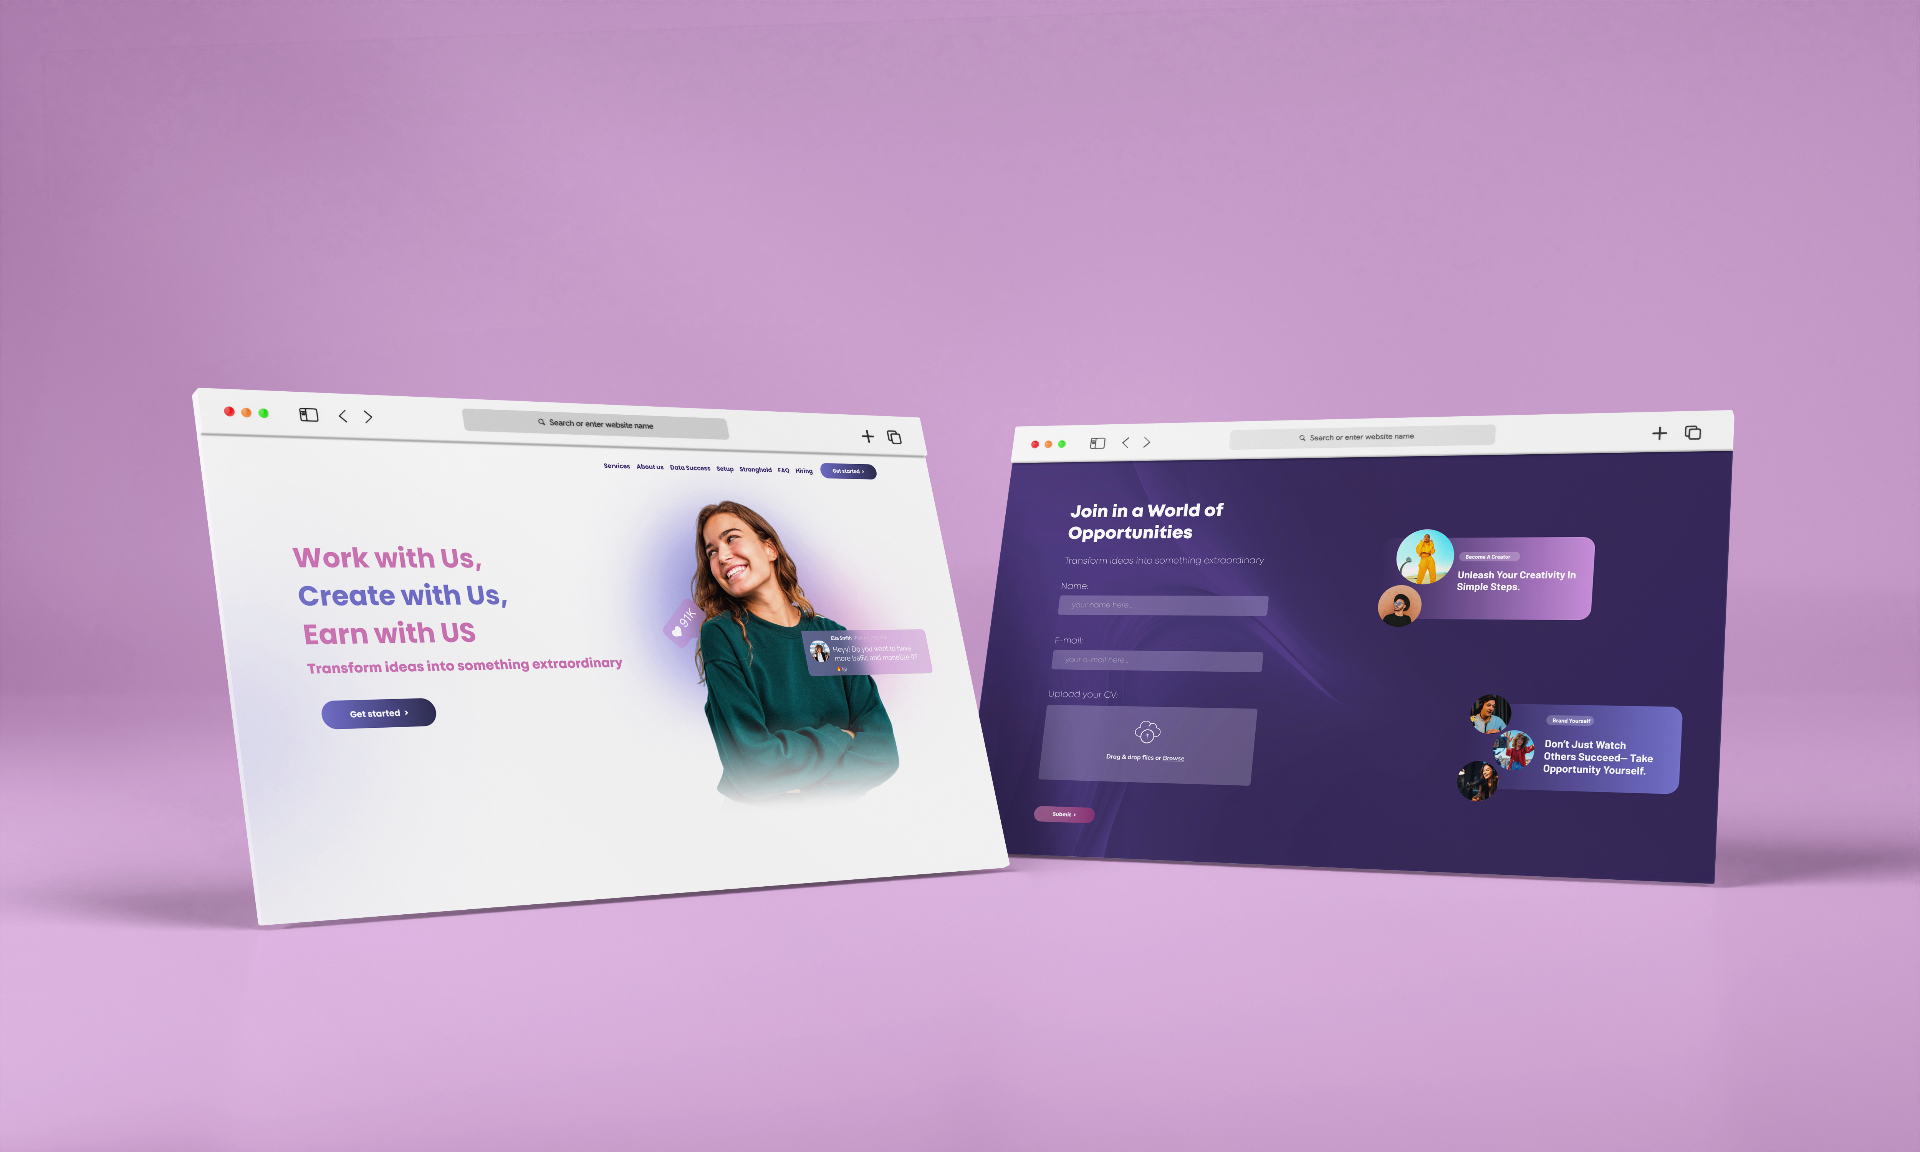 Search or enter website name
Services About us Data Success Setup Stronghold FAQ Hiring Get started >
Work with Us,
Create with Us,
Earn with US
Transform ideas into something extraordinary
Get started >
91K
Heyy! Do you want to have
more traffic and monetize it?
Search or enter website name
Join in a World of
Opportunities
Transform ideas into something extraordinary
Name:
your name here...
E-mail:
your e-mail here...
Upload your CV:
Drag & drop files or Browse
Submit >
Become A Creator
Unleash Your Creativity In
Simple Steps.
Brand Yourself
Don't Just Watch
Others Succeed— Take
Opportunity Yourself.